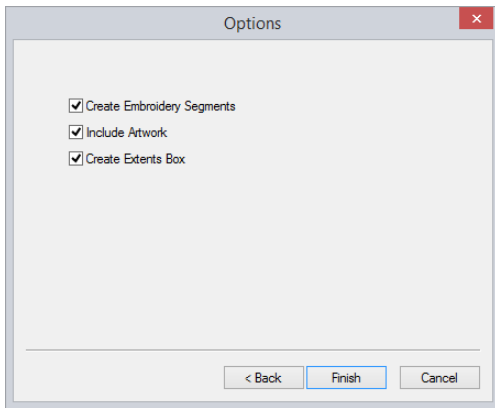 Options
Create Embroidery Segments
Include Artwork
Create Extents Box
< Back Finish Cancel